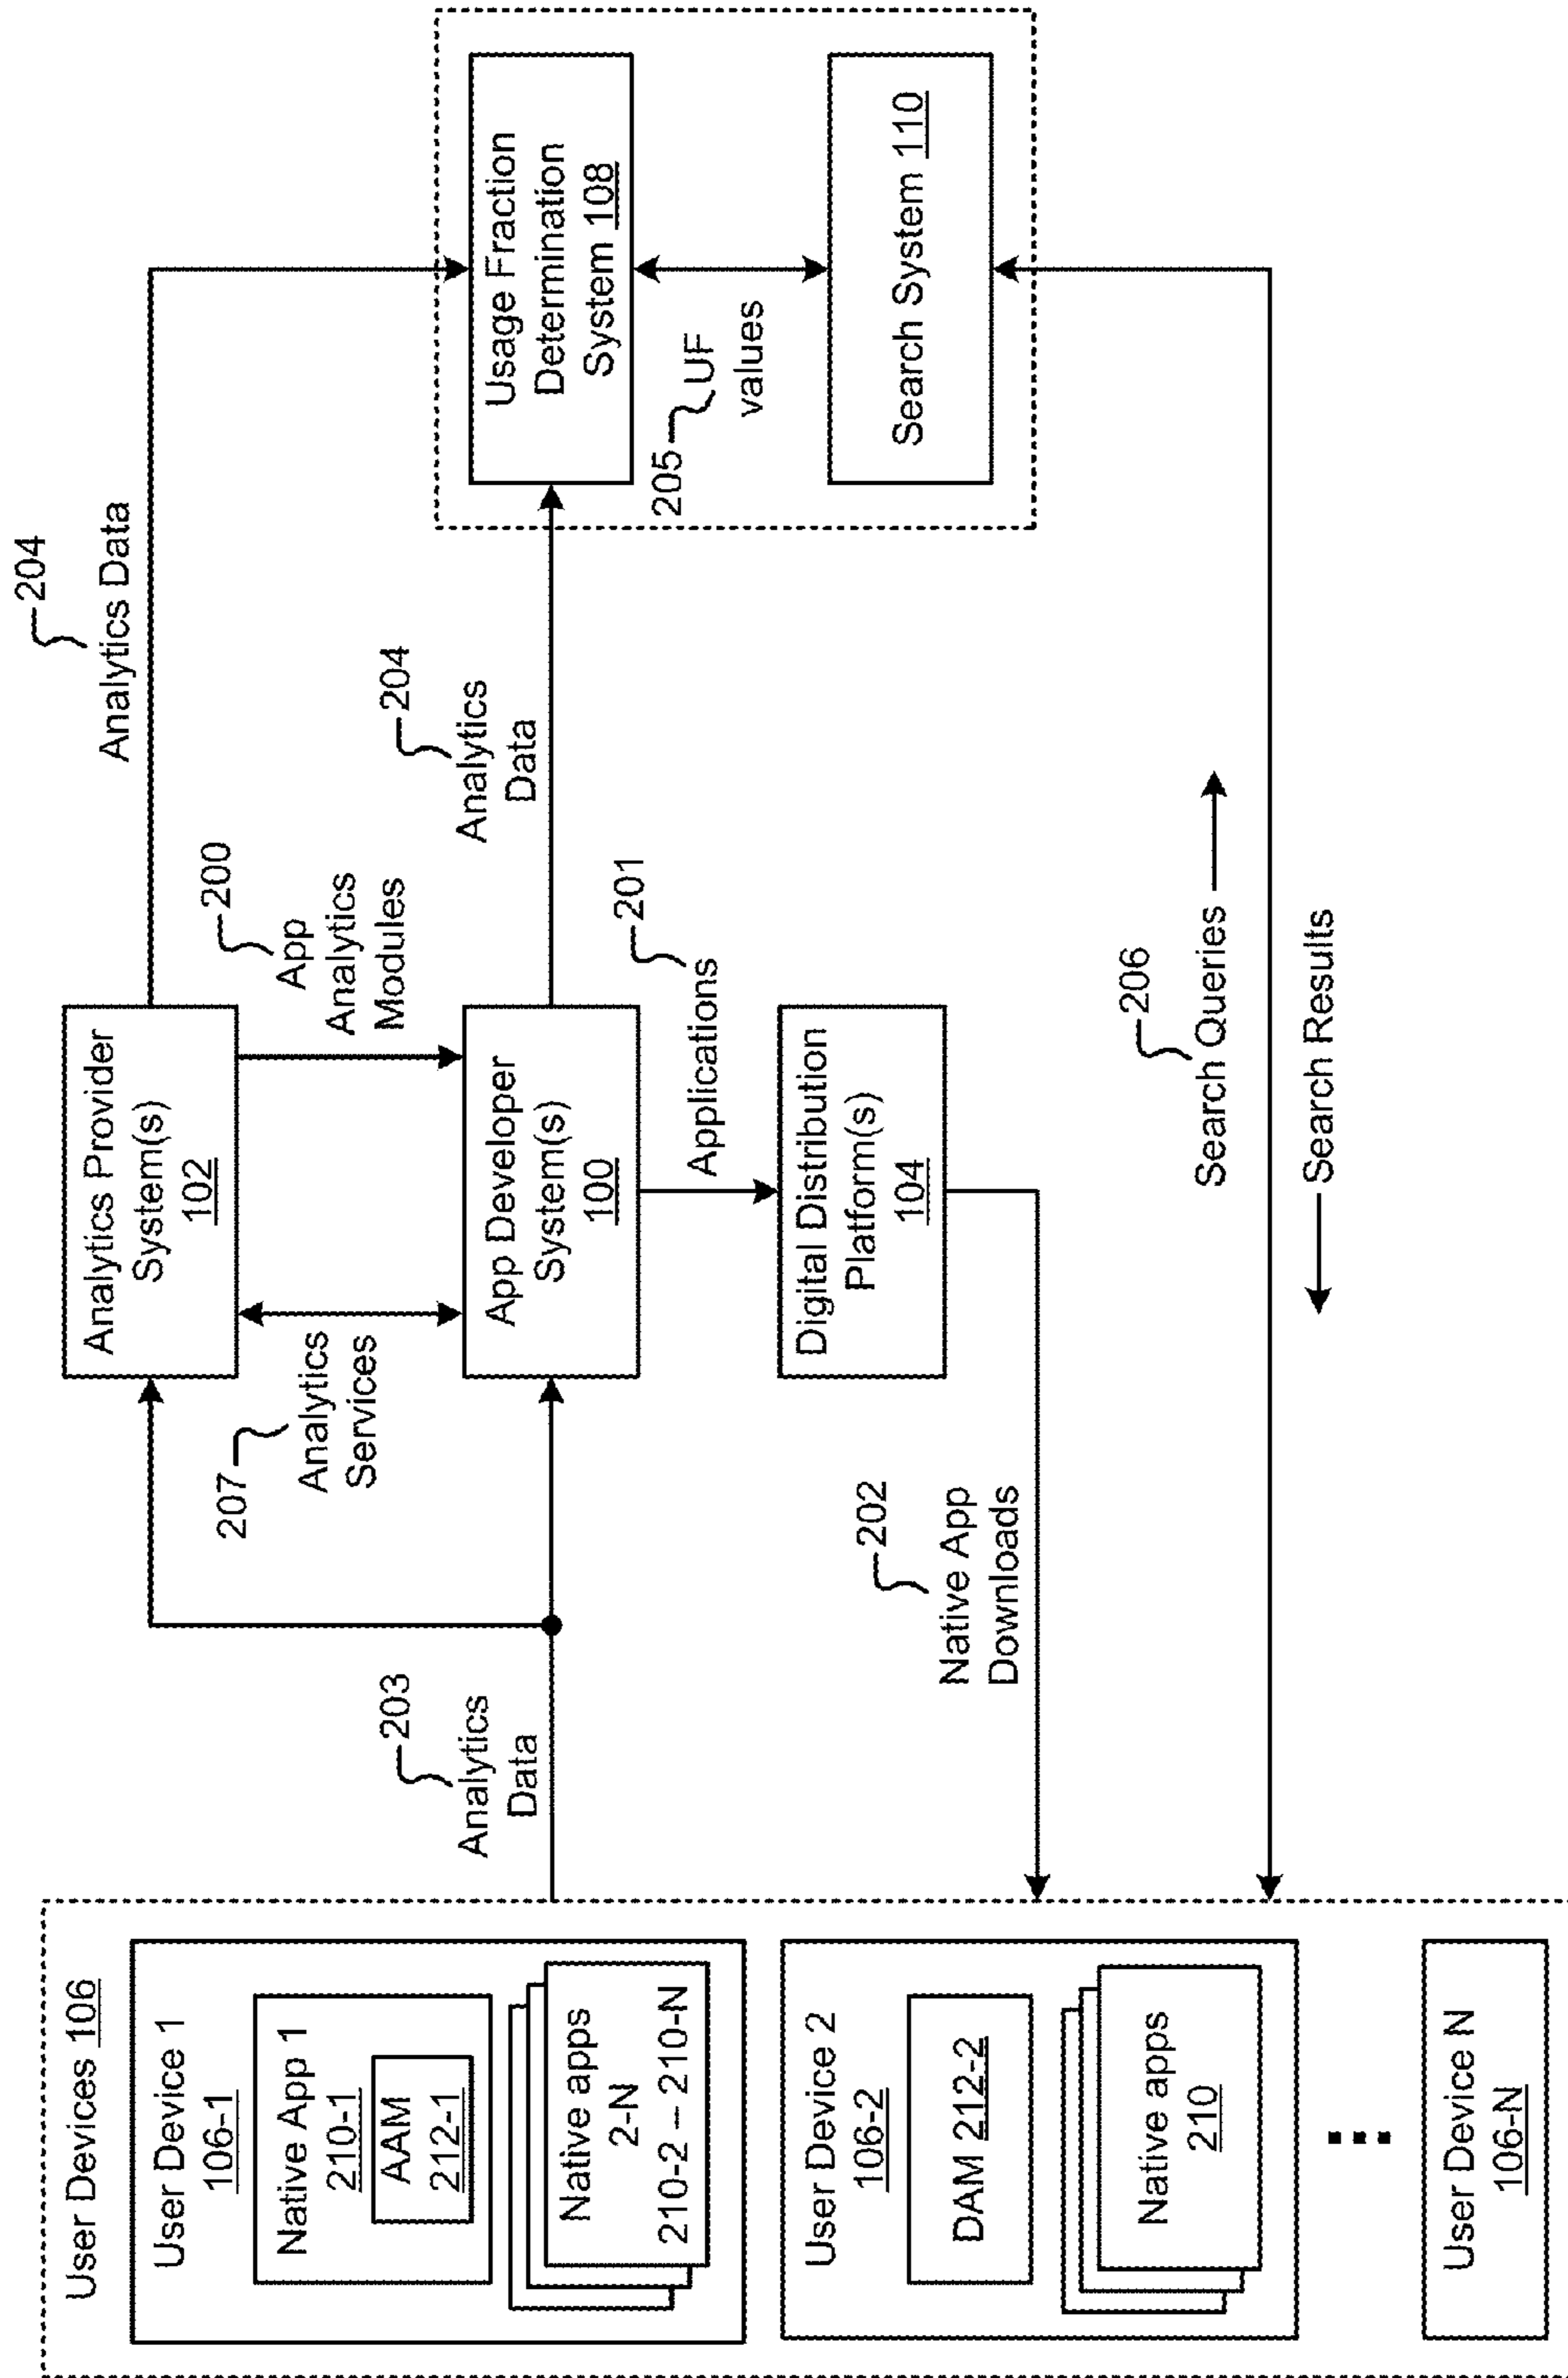 User Devices 106
User Device 1
106-1
Native App 1
210-1
AAM
212-1
Native apps
2-N
210-2 – 210-N
User Device 2
106-2
DAM 212-2
Native apps
210
User Device N
106-N
203
Analytics
Data
207
Analytics
Services
202
Native App
Downloads
Analytics Provider
System(s)
102
200
App
Analytics
Modules
App Developer
System(s)
100
201
Applications
Digital Distribution
Platform(s)
104
204
Analytics Data
204
Analytics
Data
206
Search Queries
Search Results
Usage Fraction
Determination
System 108
205
UF
values
Search System 110